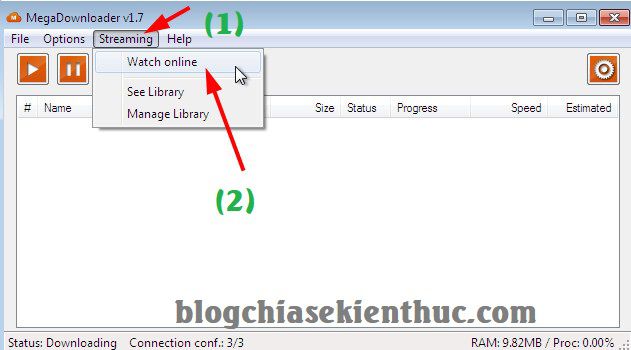 MegaDownloader v1.7
(1)
File Options Streaming Help
Watch online
See Library
Manage Library
# Name Size Status Progress Speed Estimated
(2)
blogchiasekienthuc.com
Status: Downloading Connection conf.: 3/3 RAM: 9.82MB / Proc: 0.00%